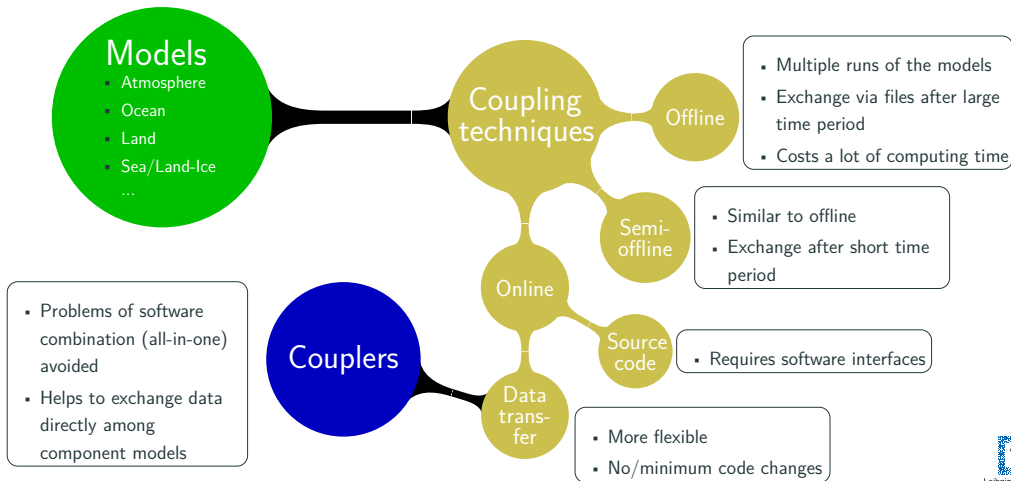 Models
▪ Atmosphere
▪ Ocean
▪ Land
▪ Sea/Land-Ice
...
Coupling
techniques
Offline
▪ Multiple runs of the models
▪ Exchange via files after large
time period
▪ Costs a lot of computing time
Semi-
offline
▪ Similar to offline
▪ Exchange after short time
period
Online
Source
code
▪ Requires software interfaces
Data
trans-
fer
▪ More flexible
▪ No/minimum code changes
Couplers
▪ Problems of software
combination (all-in-one)
avoided
▪ Helps to exchange data
directly among
component models